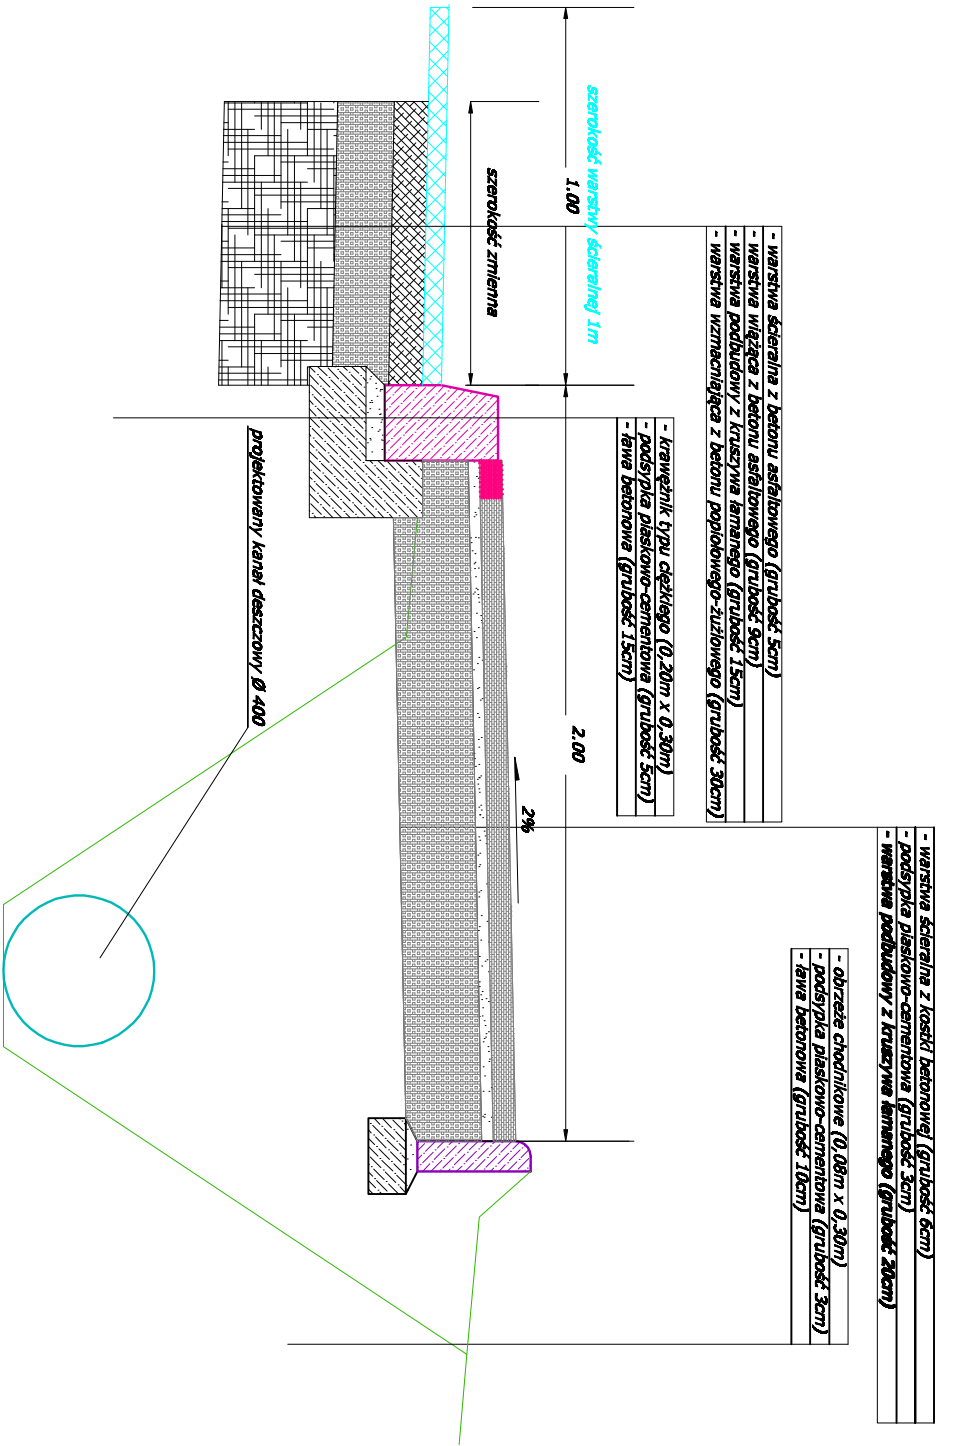 - warstwa ścieralna z betonu asfaltowego (grubość 5cm)
- warstwa wiążąca z betonu asfaltowego (grubość 9cm)
- warstwa podbudowy z kruszywa łamanego (grubość 15cm)
- warstwa wzmacniająca z betonu popiołowego-żużlowego (grubość 30cm)
- warstwa ścieralna z kostki betonowej (grubość 6cm)
- podsypka piaskowo-cementowa (grubość 3cm)
- warstwa podbudowy z kruszywa łamanego (grubość 20cm)
- obrzeże chodnikowe (0,08m x 0,30m)
- podsypka piaskowo-cementowa (grubość 3cm)
- ława betonowa (grubość 10cm)
- krawężnik typu ciężkiego (0,20m x 0,30m)
- podsypka piaskowo-cementowa (grubość 5cm)
- ława betonowa (grubość 15cm)
szerokość warstwy ścieralnej 1m
1.00
2.00
2%
szerokość zmienna
projektowany kanał deszczowy Ø 400